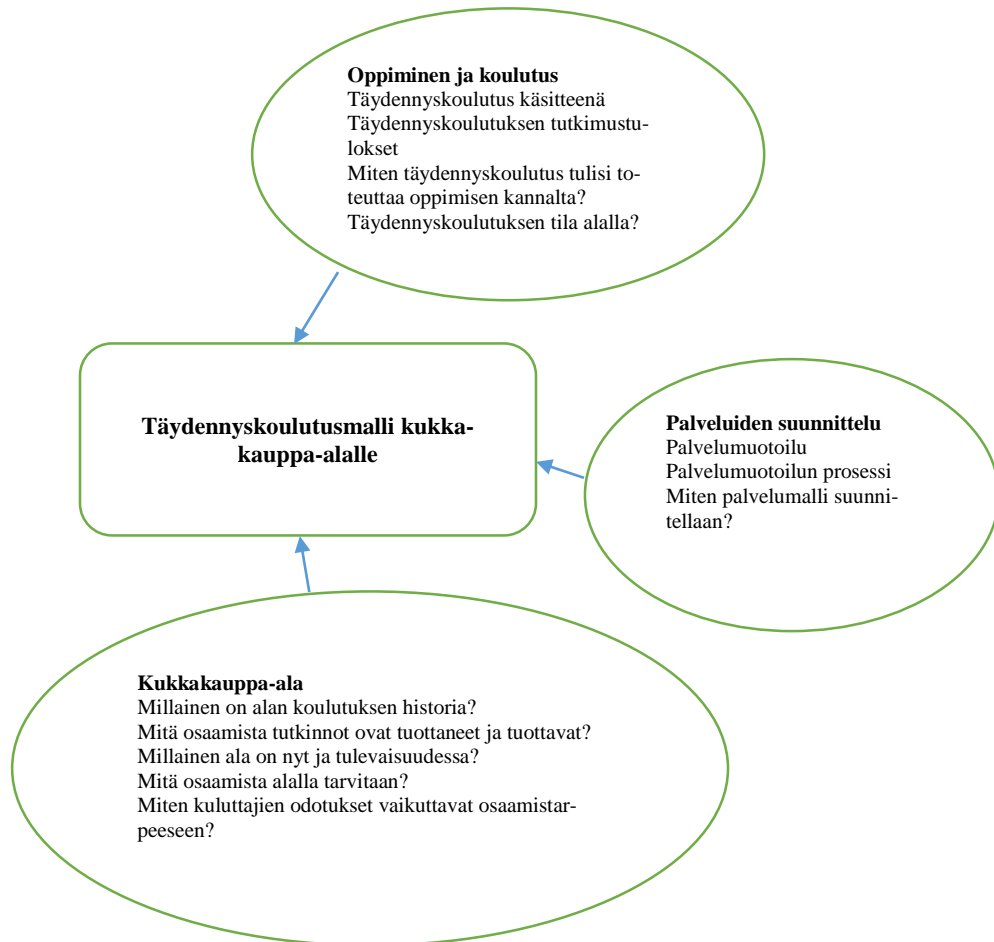 Oppiminen ja koulutus
Täydennyskoulutus käsitteenä
Täydennyskoulutuksen tutkimustu-
lokset
Miten täydennyskoulutus tulisi to-
teuttaa oppimisen kannalta?
Täydennyskoulutuksen tila alalla?
Täydennyskoulutusmalli kukka-
kauppa-alalle
Palveluiden suunnittelu
Palvelumuotoilu
Palvelumuotoilun prosessi
Miten palvelumalli suunni-
tellaan?
Kukkakauppa-ala
Millainen on alan koulutuksen historia?
Mitä osaamista tutkinnot ovat tuottaneet ja tuottavat?
Millainen ala on nyt ja tulevaisuudessa?
Mitä osaamista alalla tarvitaan?
Miten kuluttajien odotukset vaikuttavat osaamistar-
peeseen?